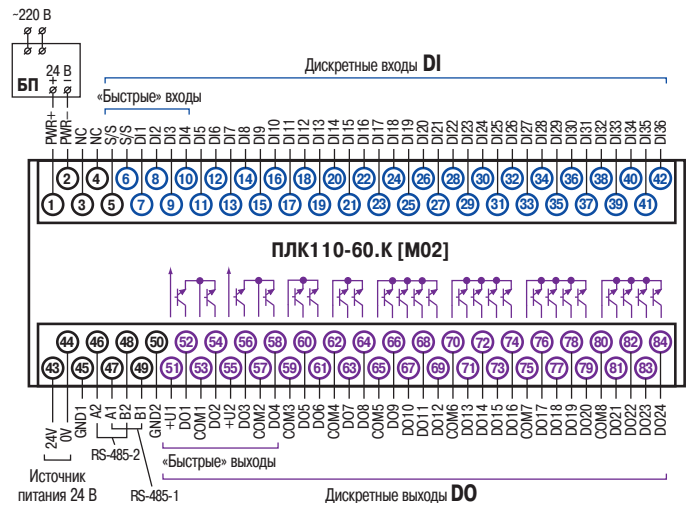 ~220 В
24 В
+ −
БП
Дискретные входы DI
«Быстрые» входы
PWR+ PWR− NC NC S/S S/S DI1 DI2 DI3 DI4 DI5 DI6 DI7 DI8 DI9 DI10 DI11 DI12 DI13 DI14 DI15 DI16 DI17 DI18 DI19 DI20 DI21 DI22 DI23 DI24 DI25 DI26 DI27 DI28 DI29 DI30 DI31 DI32 DI33 DI34 DI35 DI36
2 4 6 8 10 12 14 16 18 20 22 24 26 28 30 32 34 36 38 40 42
1 3 5 7 9 11 13 15 17 19 21 23 25 27 29 31 33 35 37 39 41
ПЛК110-60.К [М02]
44 46 48 50 52 54 56 58 60 62 64 66 68 70 72 74 76 78 80 82 84
43 45 47 49 51 53 55 57 59 61 63 65 67 69 71 73 75 77 79 81 83
24V 0V GND1 A2 A1 B2 B1 GND2 +U1 DO1 COM1 DO2 +U2 DO3 COM2 DO4 COM3 DO5 DO6 COM4 DO7 DO8 COM5 DO9 DO10 DO11 DO12 COM6 DO13 DO14 DO15 DO16 COM7 DO17 DO18 DO19 DO20 COM8 DO21 DO22 DO23 DO24
RS-485-2
«Быстрые» выходы
Источник
питания 24 В
RS-485-1
Дискретные выходы DO